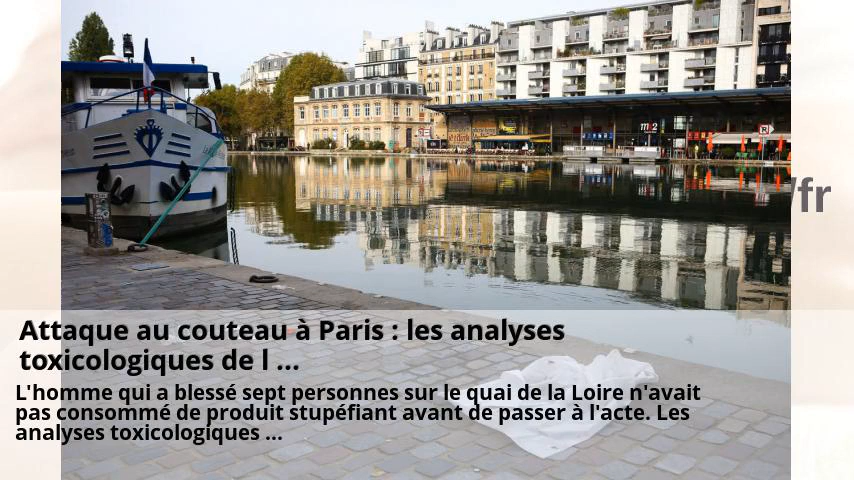 mk2
/fr
Attaque au couteau à Paris : les analyses
toxicologiques de l ...
L'homme qui a blessé sept personnes sur le quai de la Loire n'avait
pas consommé de produit stupéfiant avant de passer à l'acte. Les
analyses toxicologiques ...